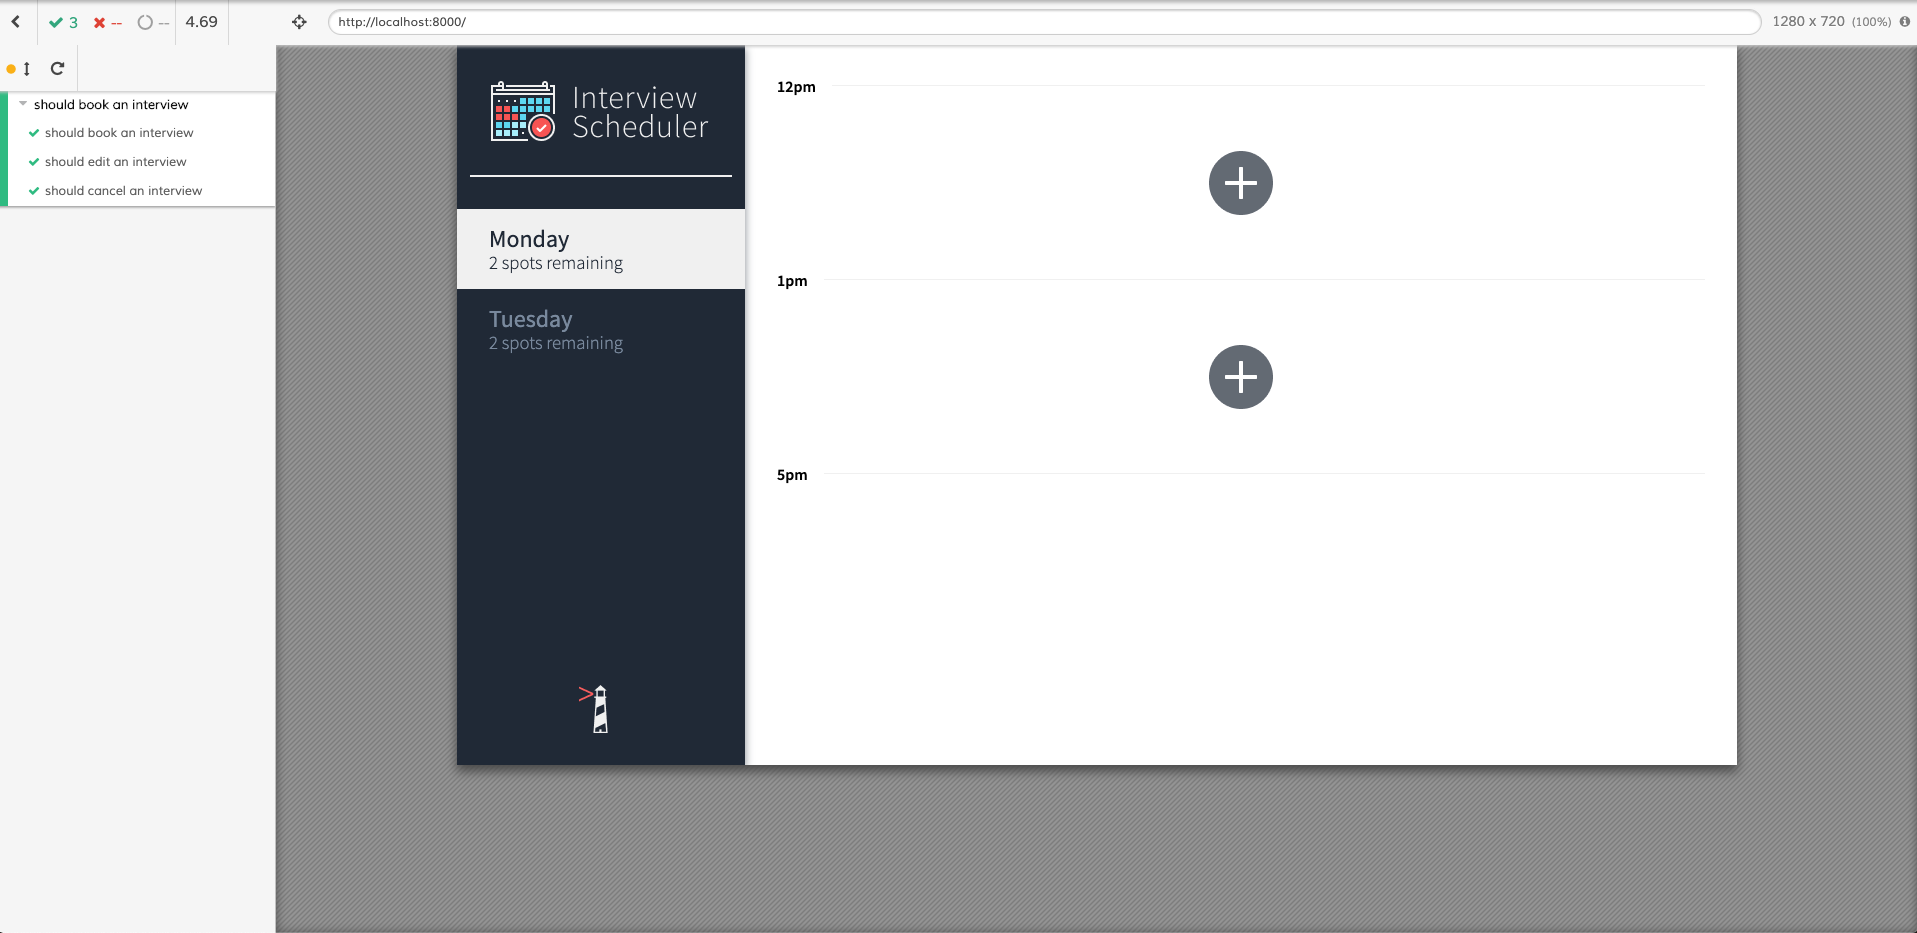 3 -- -- 4.69
http://localhost:8000/
1280 x 720 (100%)
should book an interview
should book an interview
should edit an interview
should cancel an interview
Interview
Scheduler
Monday
2 spots remaining
Tuesday
2 spots remaining
12pm
1pm
5pm